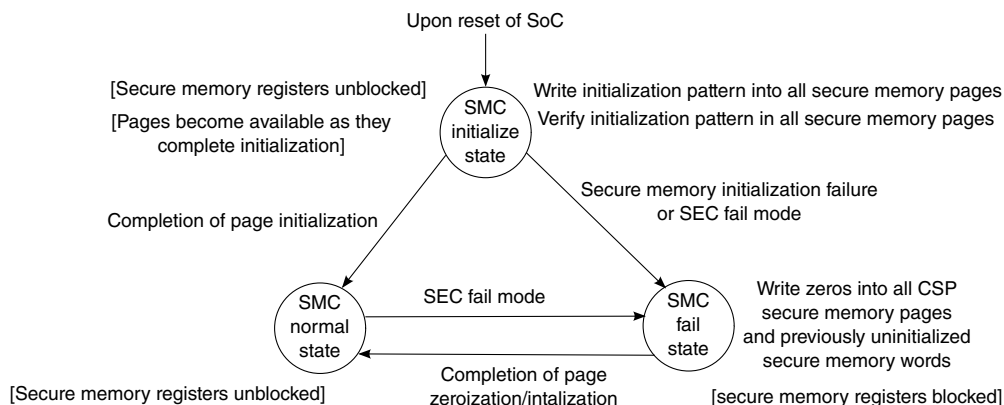 Upon reset of SoC
[Secure memory registers unblocked]
[Pages become available as they
complete initialization]
SMC
initialize
state
Write initialization pattern into all secure memory pages
Verify initialization pattern in all secure memory pages
Completion of page initialization
Secure memory initialization failure
or SEC fail mode
SMC
normal
state
SEC fail mode
SMC
fail
state
Write zeros into all CSP
secure memory pages
and previously uninitialized
secure memory words
Completion of page
zeroization/intalization
[Secure memory registers unblocked]
[secure memory registers blocked]